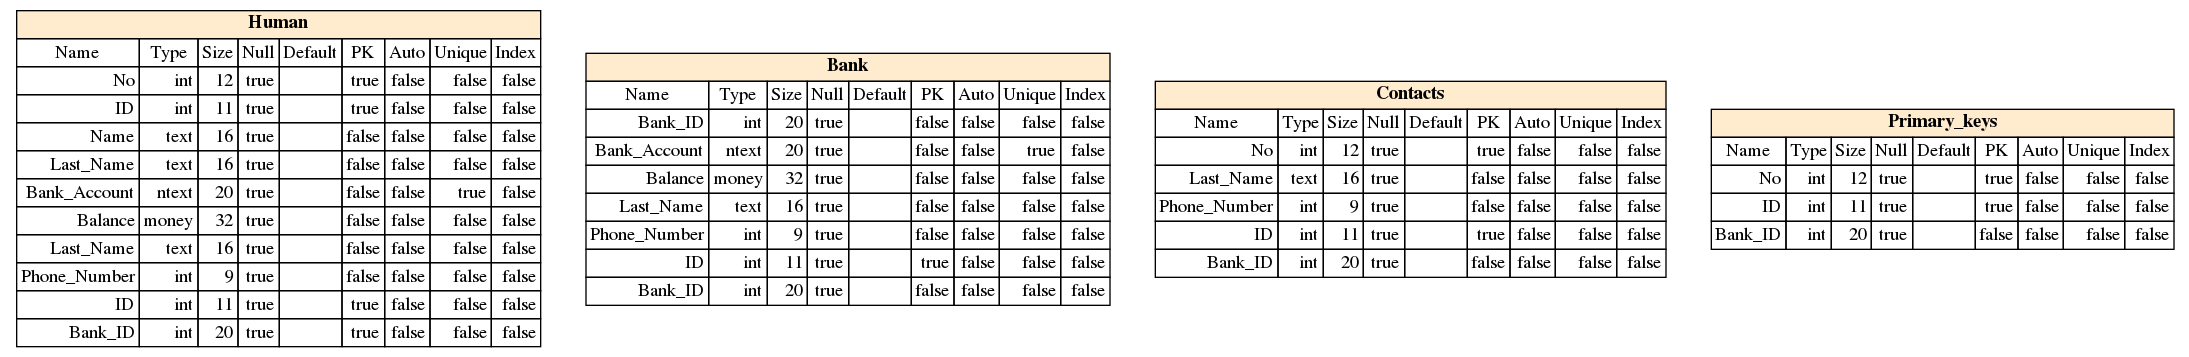 Human
Name Type Size Null Default PK Auto Unique Index
No int 12 true true false false false
ID int 11 true true false false false
Name text 16 true false false false false
Last_Name text 16 true false false false false
Bank_Account ntext 20 true false false true false
Balance money 32 true false false false false
Last_Name text 16 true false false false false
Phone_Number int 9 true false false false false
ID int 11 true true false false false
Bank_ID int 20 true true false false false
Bank
Name Type Size Null Default PK Auto Unique Index
Bank_ID int 20 true false false false false
Bank_Account ntext 20 true false false true false
Balance money 32 true false false false false
Last_Name text 16 true false false false false
Phone_Number int 9 true false false false false
ID int 11 true true false false false
Bank_ID int 20 true false false false false
Contacts
Name Type Size Null Default PK Auto Unique Index
No int 12 true true false false false
Last_Name text 16 true false false false false
Phone_Number int 9 true false false false false
ID int 11 true true false false false
Bank_ID int 20 true false false false false
Primary_keys
Name Type Size Null Default PK Auto Unique Index
No int 12 true true false false false
ID int 11 true true false false false
Bank_ID int 20 true false false false false